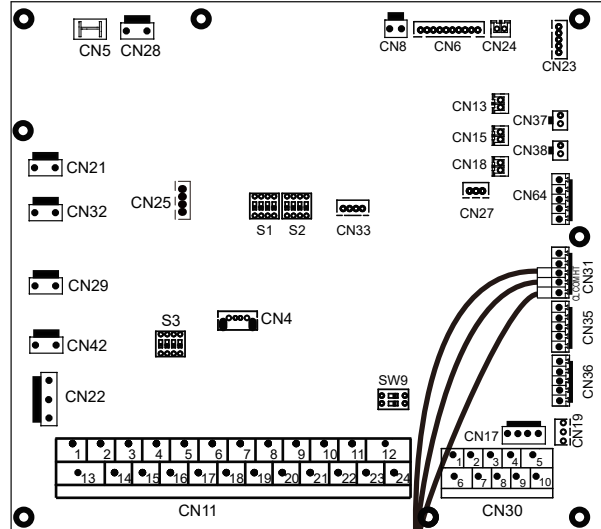 CN5
CN28
CN8
CN6
CN24
CN23
CN13
CN37
CN15
CN38
CN18
CN21
CN32
CN25
S1
S2
CN33
CN27
CN64
CN31
CL COM HT
CN29
CN4
CN35
S3
CN42
CN36
CN22
SW9
CN17
CN19
1 2 3 4 5 6 7 8 9 10 11 12
13 14 15 16 17 18 19 20 21 22 23 24
CN11
1 2 3 4 5
6 7 8 9 10
CN30